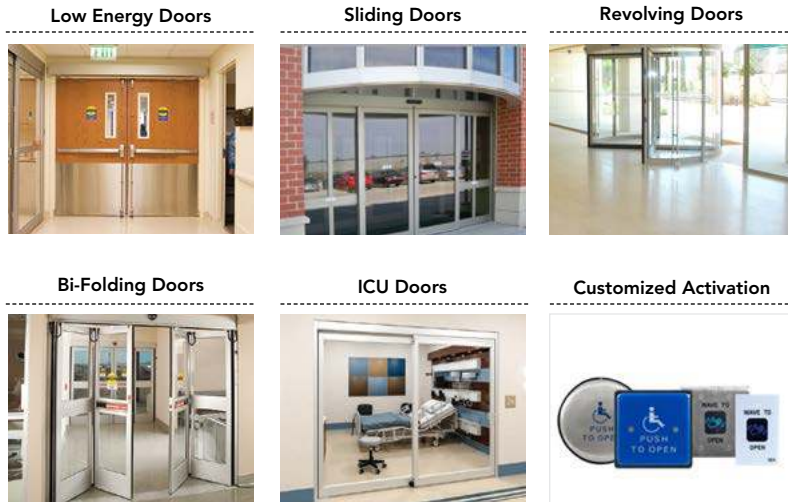 Low Energy Doors
Sliding Doors
Revolving Doors
EXIT
Bi-Folding Doors
ICU Doors
Customized Activation
PUSH
TO OPEN
PUSH
TO OPEN
WAVE TO
OPEN
WAVE TO
OPEN